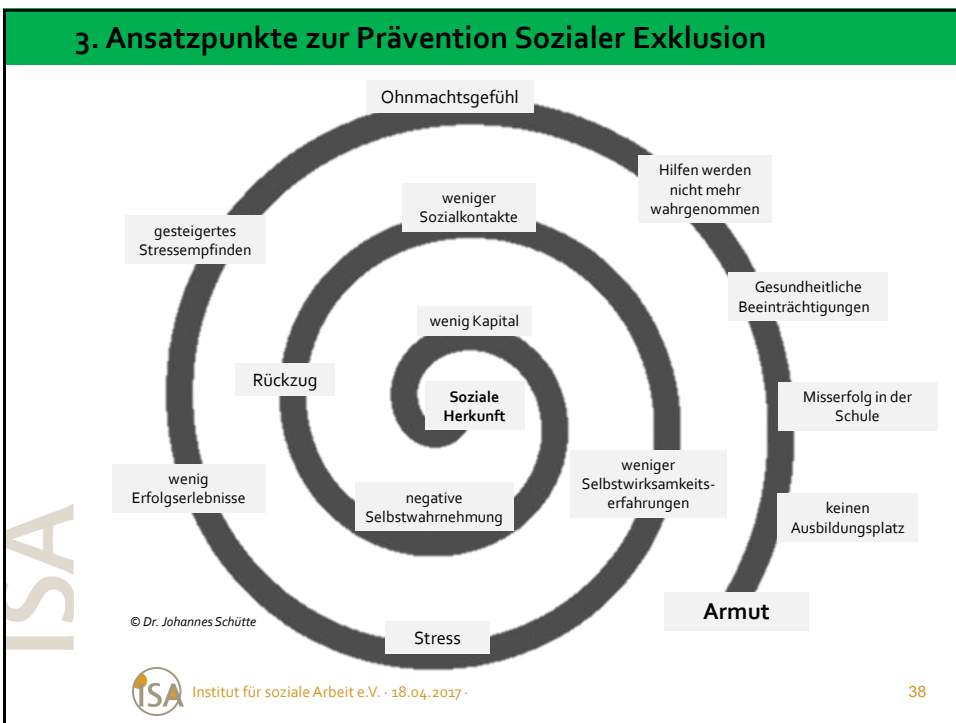 3. Ansatzpunkte zur Prävention Sozialer Exklusion
Ohnmachtsgefühl
Hilfen werden
nicht mehr
wahrgenommen
weniger
Sozialkontakte
gesteigertes
Stressempfinden
Gesundheitliche
Beeinträchtigungen
wenig Kapital
Rückzug
Soziale
Herkunft
Misserfolg in der
Schule
wenig
Erfolgserlebnisse
negative
Selbstwahrnehmung
weniger
Selbstwirksamkeits-
erfahrungen
keinen
Ausbildungsplatz
Armut
© Dr. Johannes Schütte
Stress
ISA
ISA
Institut für soziale Arbeit e.V. · 18.04.2017 ·
38